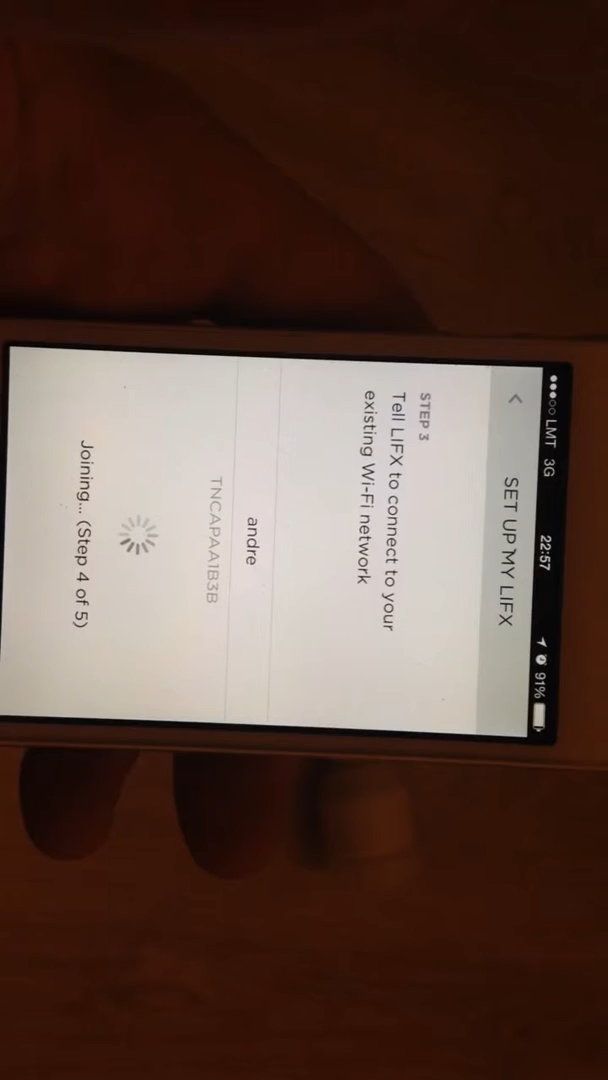 ●●●○○ LMT 3G 22:57 91%
SET UP MY LIFX
STEP 3
Tell LIFX to connect to your
existing Wi-Fi network
andre
TNCAPAA1B3B
Joining... (Step 4 of 5)